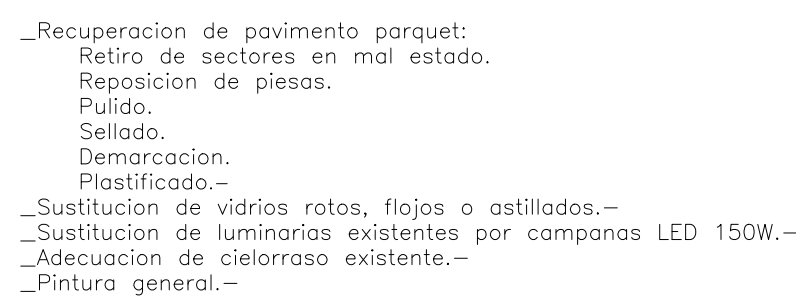 _Recuperacion de pavimento parquet:
Retiro de sectores en mal estado.
Reposicion de piesas.
Pulido.
Sellado.
Demarcacion.
Plastificado.-
_Sustitucion de vidrios rotos, flojos o astillados.-
_Sustitucion de luminarias existentes por campanas LED 150W.-
_Adecuacion de cielorraso existente.-
_Pintura general.-